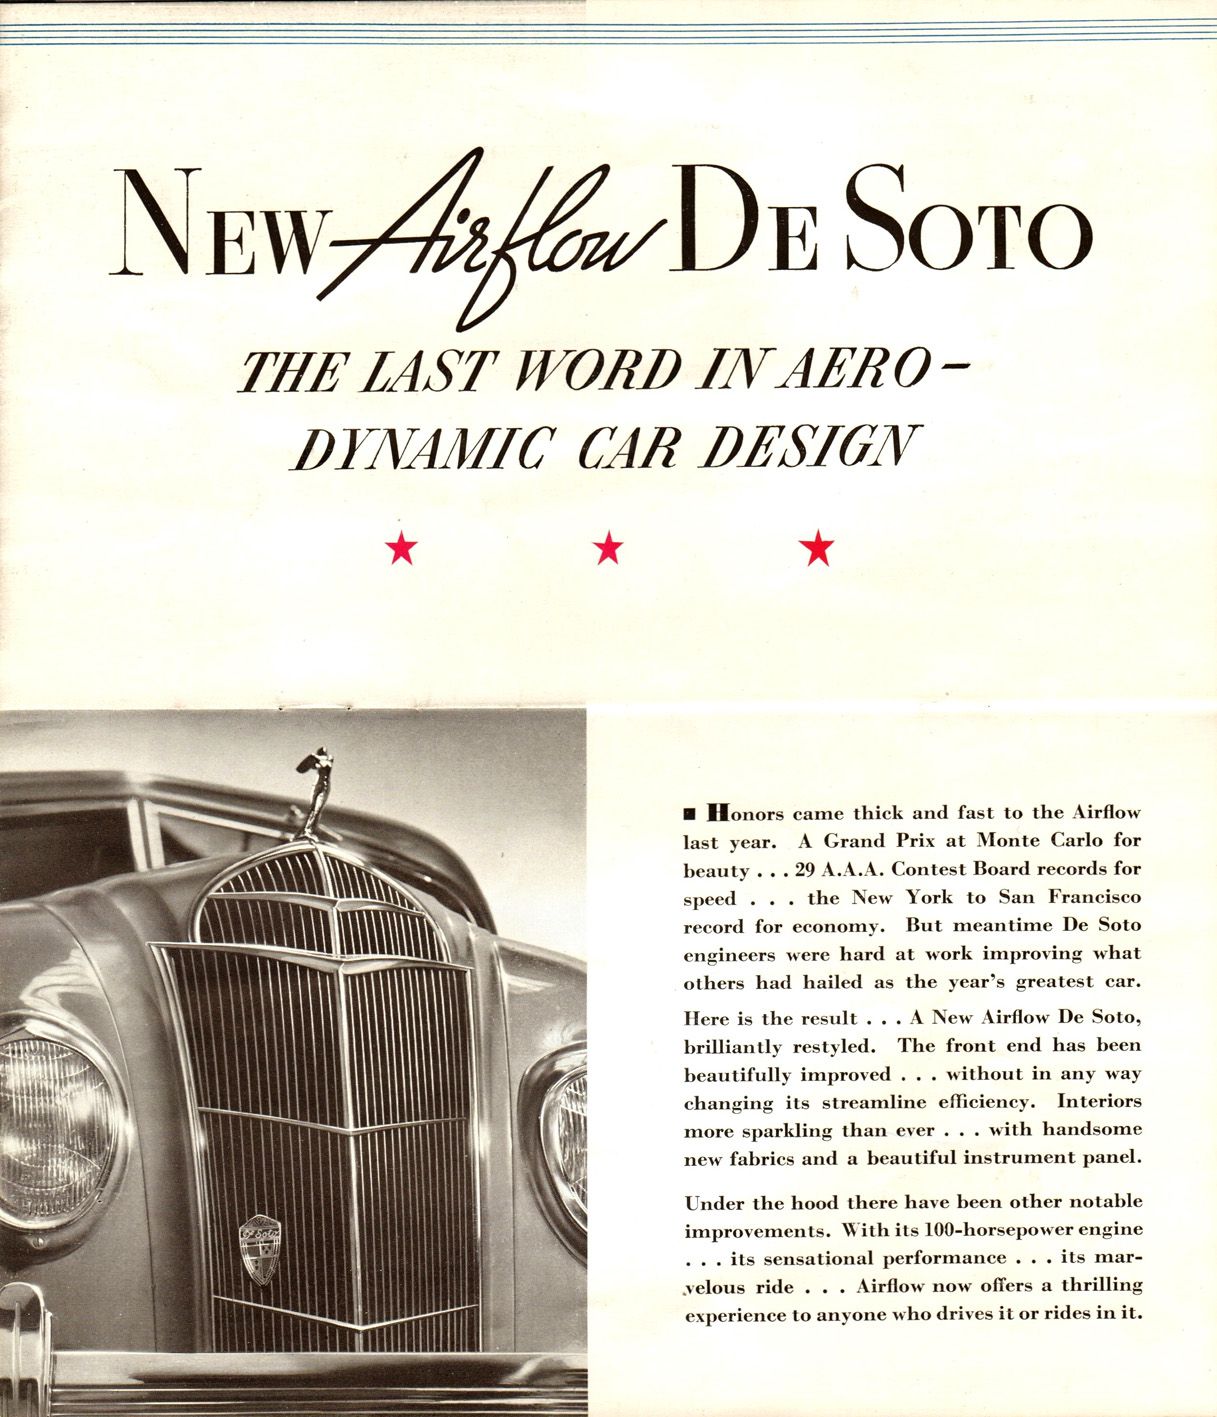 NEW Airflow DE SOTO
THE LAST WORD IN AERO-
DYNAMIC CAR DESIGN
Honors came thick and fast to the Airflow
last year. A Grand Prix at Monte Carlo for
beauty . . . 29 A.A.A. Contest Board records for
speed . . . the New York to San Francisco
record for economy. But meantime De Soto
engineers were hard at work improving what
others had hailed as the year's greatest car.
Here is the result . . . A New Airflow De Soto,
brilliantly restyled. The front end has been
beautifully improved . . . without in any way
changing its streamline efficiency. Interiors
more sparkling than ever . . . with handsome
new fabrics and a beautiful instrument panel.
Under the hood there have been other notable
improvements. With its 100-horsepower engine
. . . its sensational performance . . . its mar-
velous ride . . . Airflow now offers a thrilling
experience to anyone who drives it or rides in it.
De Soto